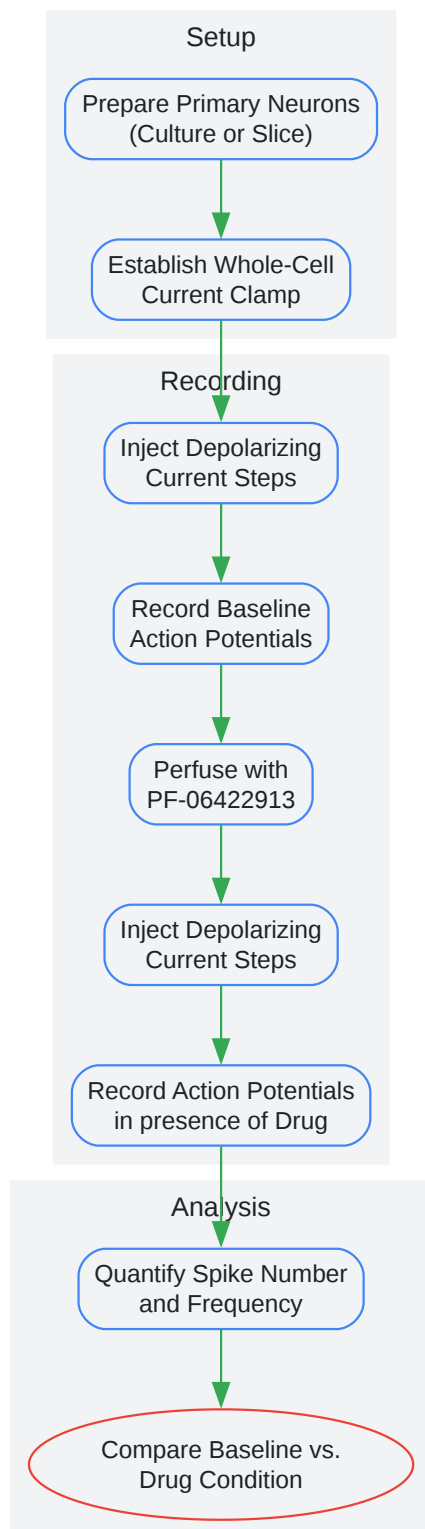 Setup
Prepare Primary Neurons
(Culture or Slice)
Establish Whole-Cell
Current Clamp
Recording
Inject Depolarizing
Current Steps
Record Baseline
Action Potentials
Perfuse with
PF-06422913
Inject Depolarizing
Current Steps
Record Action Potentials
in presence of Drug
Analysis
Quantify Spike Number
and Frequency
Compare Baseline vs.
Drug Condition